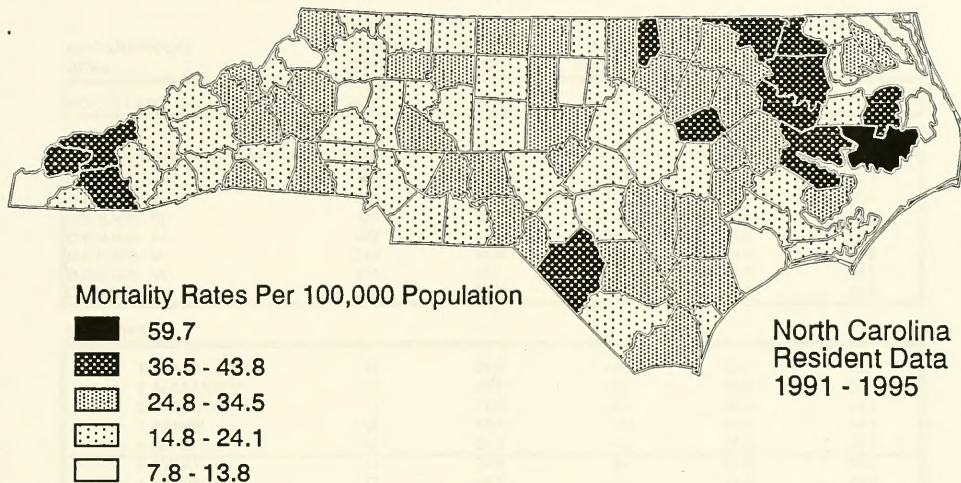 Mortality Rates Per 100,000 Population
59.7
36.5 - 43.8
24.8 - 34.5
14.8 - 24.1
7.8 - 13.8
North Carolina
Resident Data
1991 - 1995